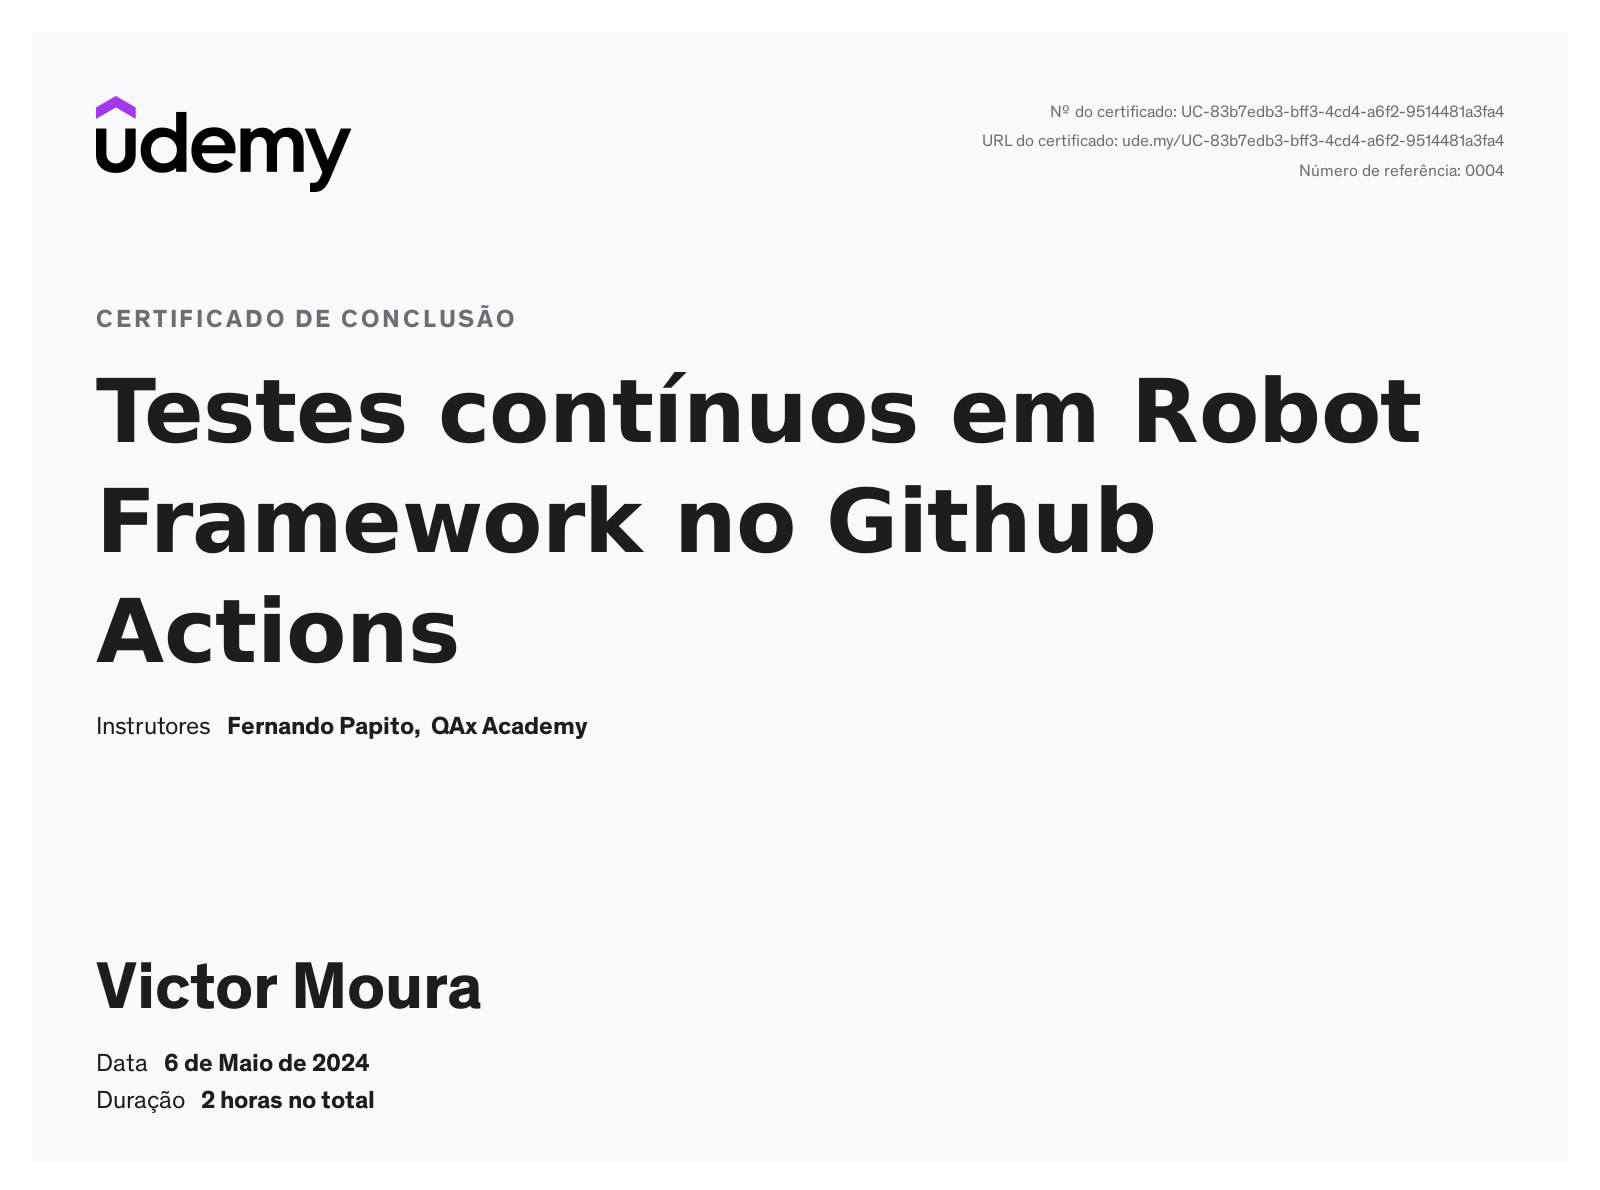 udemy
Nº do certificado: UC-83b7edb3-bff3-4cd4-a6f2-9514481a3fa4
URL do certificado: ude.my/UC-83b7edb3-bff3-4cd4-a6f2-9514481a3fa4
Número de referência: 0004
CERTIFICADO DE CONCLUSÃO
Testes contínuos em Robot
Framework no Github
Actions
Instrutores Fernando Papito, QAx Academy
Victor Moura
Data 6 de Maio de 2024
Duração 2 horas no total